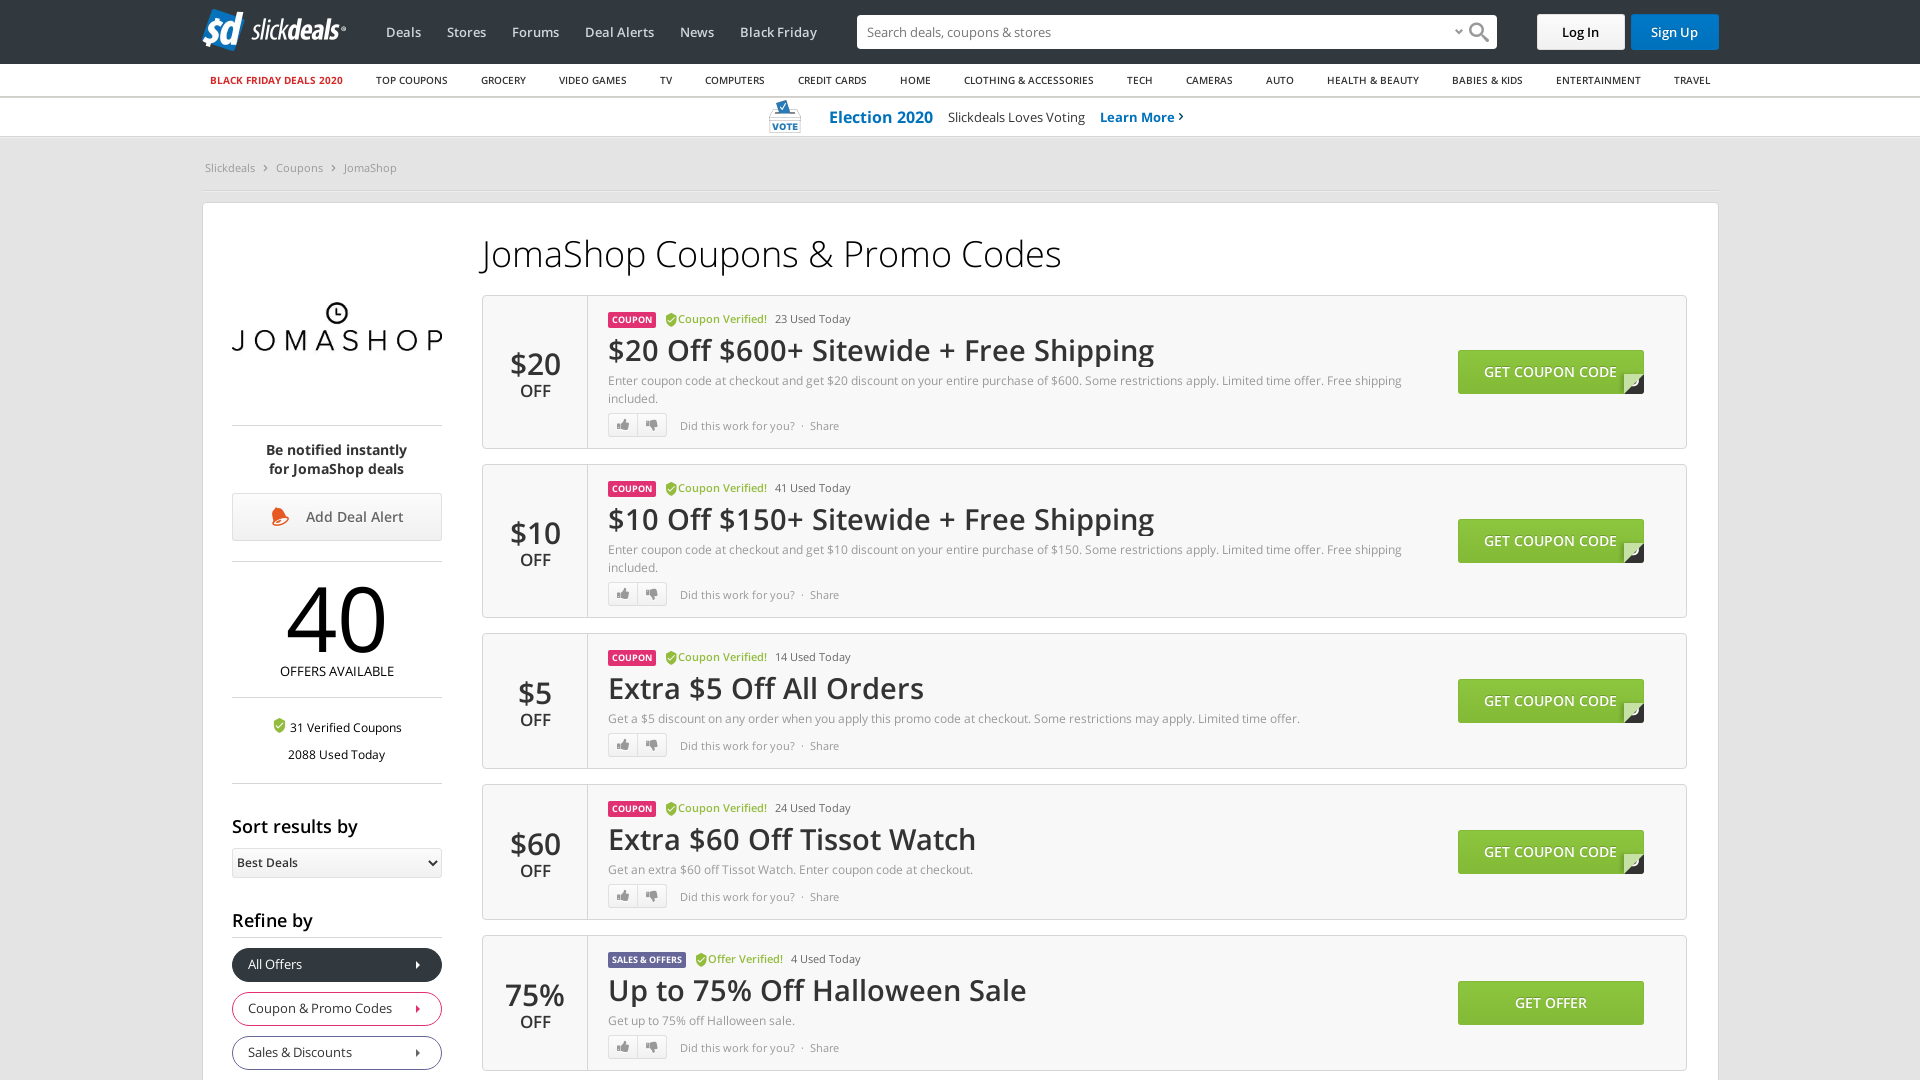 sd slickdeals
Deals Stores Forums Deal Alerts News Black Friday
Search deals, coupons & stores
Log In Sign Up
BLACK FRIDAY DEALS 2020 TOP COUPONS GROCERY VIDEO GAMES TV COMPUTERS CREDIT CARDS HOME CLOTHING & ACCESSORIES TECH CAMERAS AUTO HEALTH & BEAUTY BABIES & KIDS ENTERTAINMENT TRAVEL
VOTE Election 2020 Slickdeals Loves Voting Learn More
Slickdeals Coupons JomaShop
JOMASHOP
Be notified instantly
for JomaShop deals
Add Deal Alert
40
OFFERS AVAILABLE
31 Verified Coupons
2088 Used Today
Sort results by
Best Deals
Refine by
All Offers
Coupon & Promo Codes
Sales & Discounts
JomaShop Coupons & Promo Codes
$20
OFF
COUPON Coupon Verified! 23 Used Today
$20 Off $600+ Sitewide + Free Shipping
Enter coupon code at checkout and get $20 discount on your entire purchase of $600. Some restrictions apply. Limited time offer. Free shipping
included.
Did this work for you? · Share
GET COUPON CODE
$10
OFF
COUPON Coupon Verified! 41 Used Today
$10 Off $150+ Sitewide + Free Shipping
Enter coupon code at checkout and get $10 discount on your entire purchase of $150. Some restrictions apply. Limited time offer. Free shipping
included.
Did this work for you? · Share
GET COUPON CODE
$5
OFF
COUPON Coupon Verified! 14 Used Today
Extra $5 Off All Orders
Get a $5 discount on any order when you apply this promo code at checkout. Some restrictions may apply. Limited time offer.
Did this work for you? · Share
GET COUPON CODE
$60
OFF
COUPON Coupon Verified! 24 Used Today
Extra $60 Off Tissot Watch
Get an extra $60 off Tissot Watch. Enter coupon code at checkout.
Did this work for you? · Share
GET COUPON CODE
75%
OFF
SALES & OFFERS Offer Verified! 4 Used Today
Up to 75% Off Halloween Sale
Get up to 75% off Halloween sale.
Did this work for you? · Share
GET OFFER